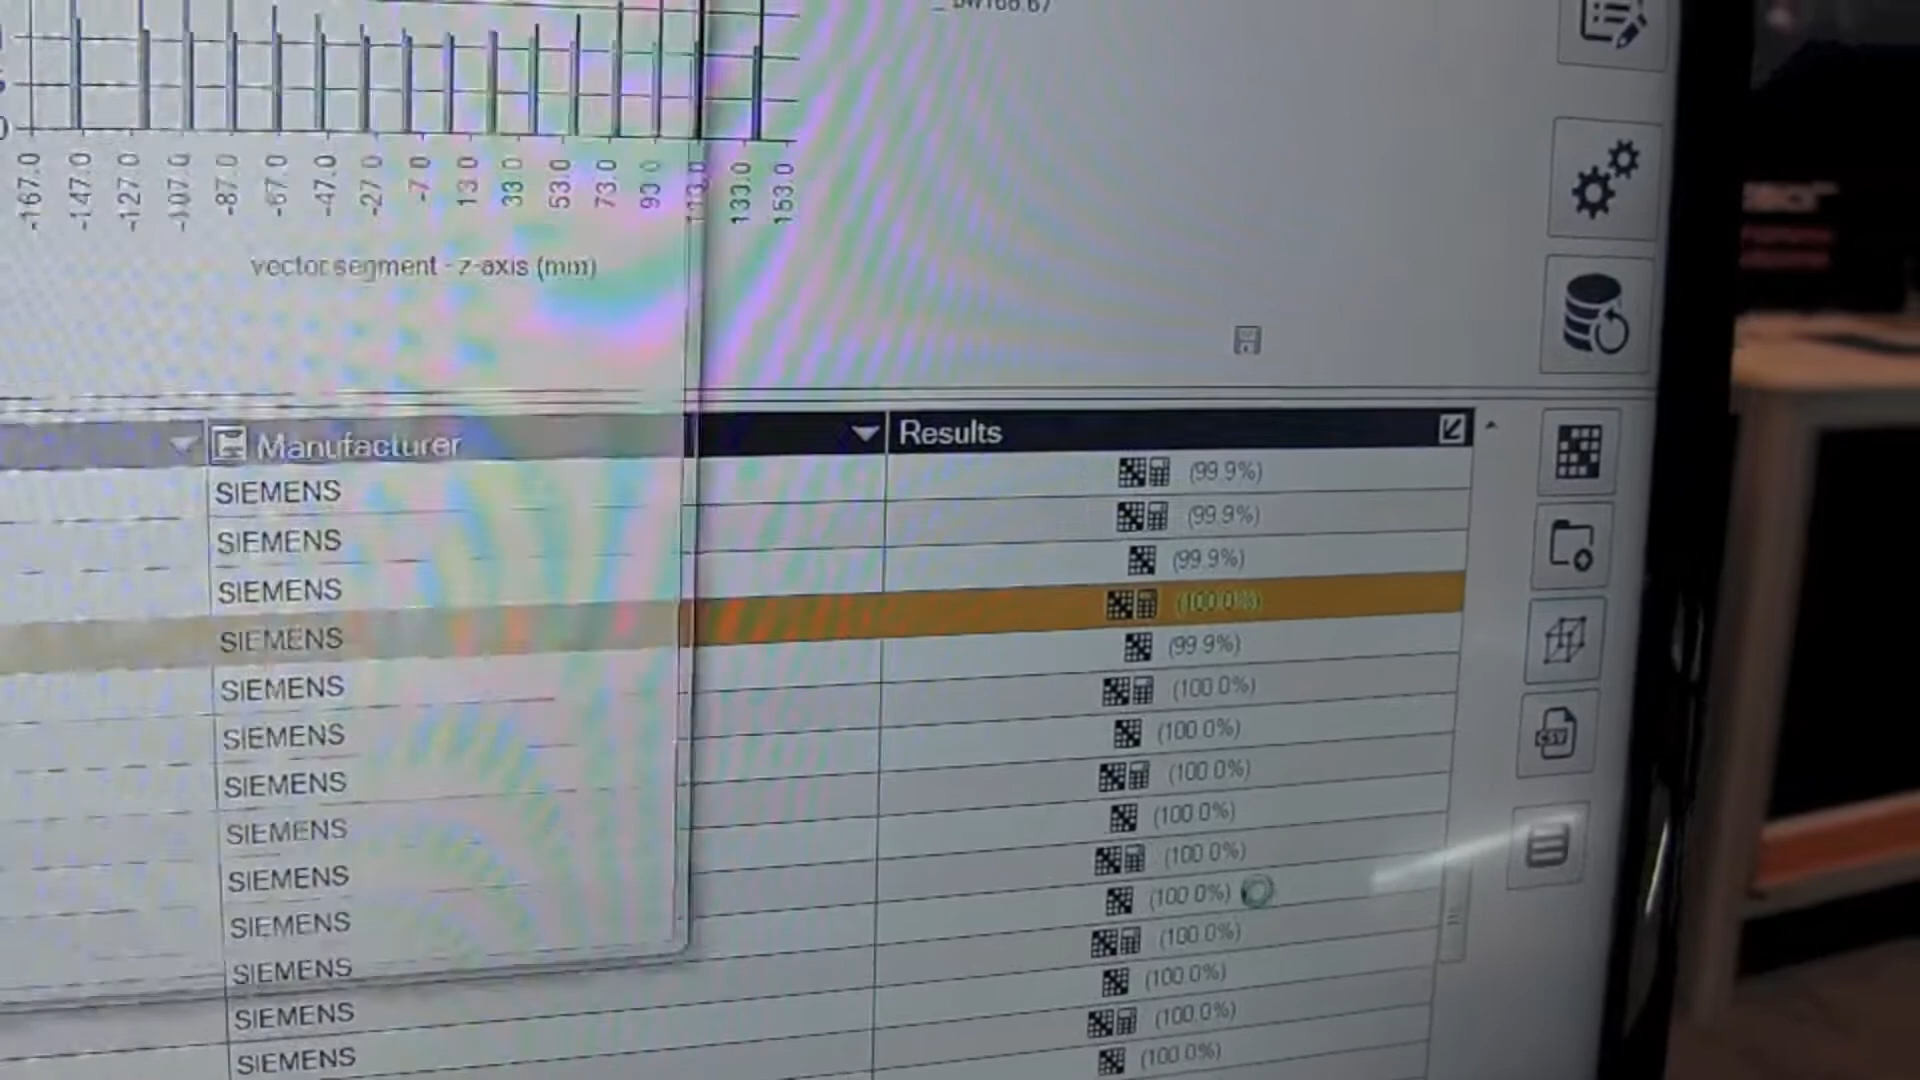 -167.0 -147.0 -127.0 -107.0 -87.0 -67.0 -47.0 -27.0 -7.0 13.0 33.0 53.0 73.0 93.0 113.0 133.0 153.0
vector segment - z-axis (mm)
Manufacturer Results
SIEMENS (99.9%)
SIEMENS (99.9%)
SIEMENS (99.9%)
SIEMENS (100.0%)
SIEMENS (99.9%)
SIEMENS (100.0%)
SIEMENS (100.0%)
SIEMENS (100.0%)
SIEMENS (100.0%)
SIEMENS (100.0%)
SIEMENS (100.0%)
SIEMENS (100.0%)
SIEMENS (100.0%)
(100.0%)
(100.0%)
CSV